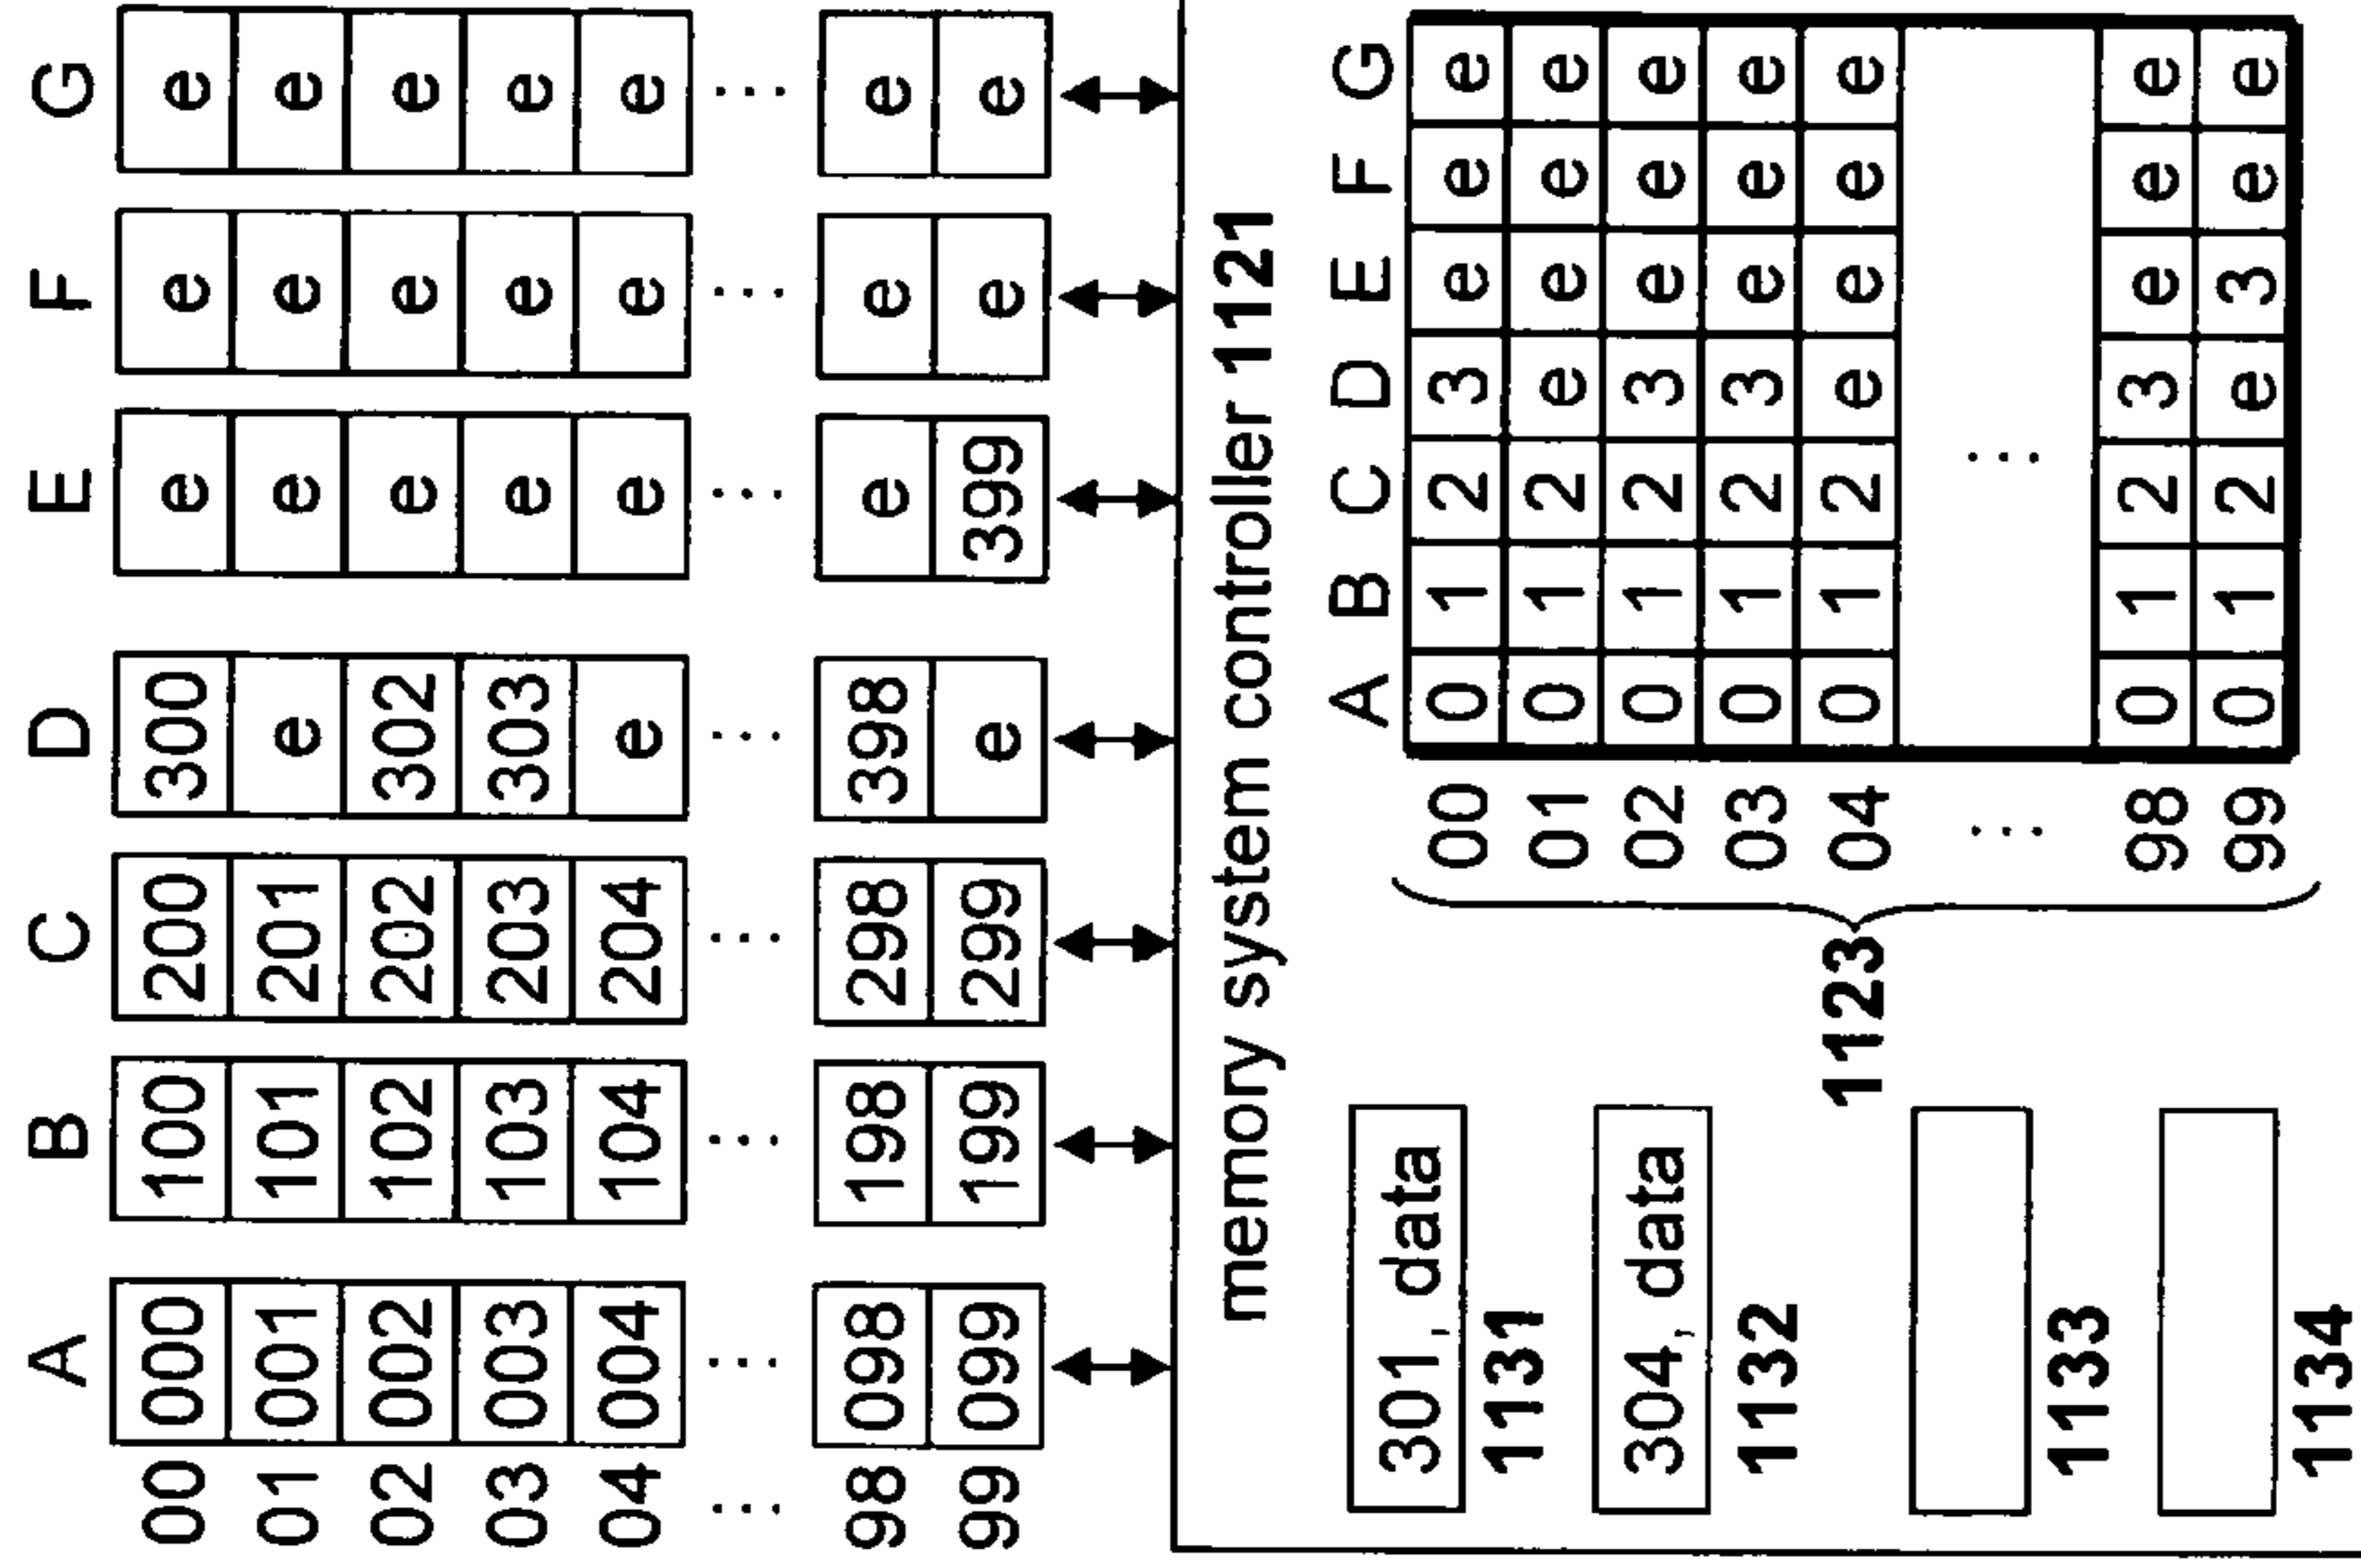 A B C D E F G
00 000 100 200 300 e e e
01 001 101 201 e e e e
02 002 102 202 302 e e e
03 003 103 203 303 e e e
04 004 104 204 e e e e
... ... ... ... ... ... ... ...
98 098 198 298 398 e e e
99 099 199 299 e 399 e e
memory system controller 1121
301, data
1131
304, data
1132
1133
1134
1123
A B C D E F G
00 0 1 2 3 e e e
01 0 1 2 e e e e
02 0 1 2 3 e e e
03 0 1 2 3 e e e
04 0 1 2 e e e e
... ...
98 0 1 2 3 e e e
99 0 1 2 e 3 e e